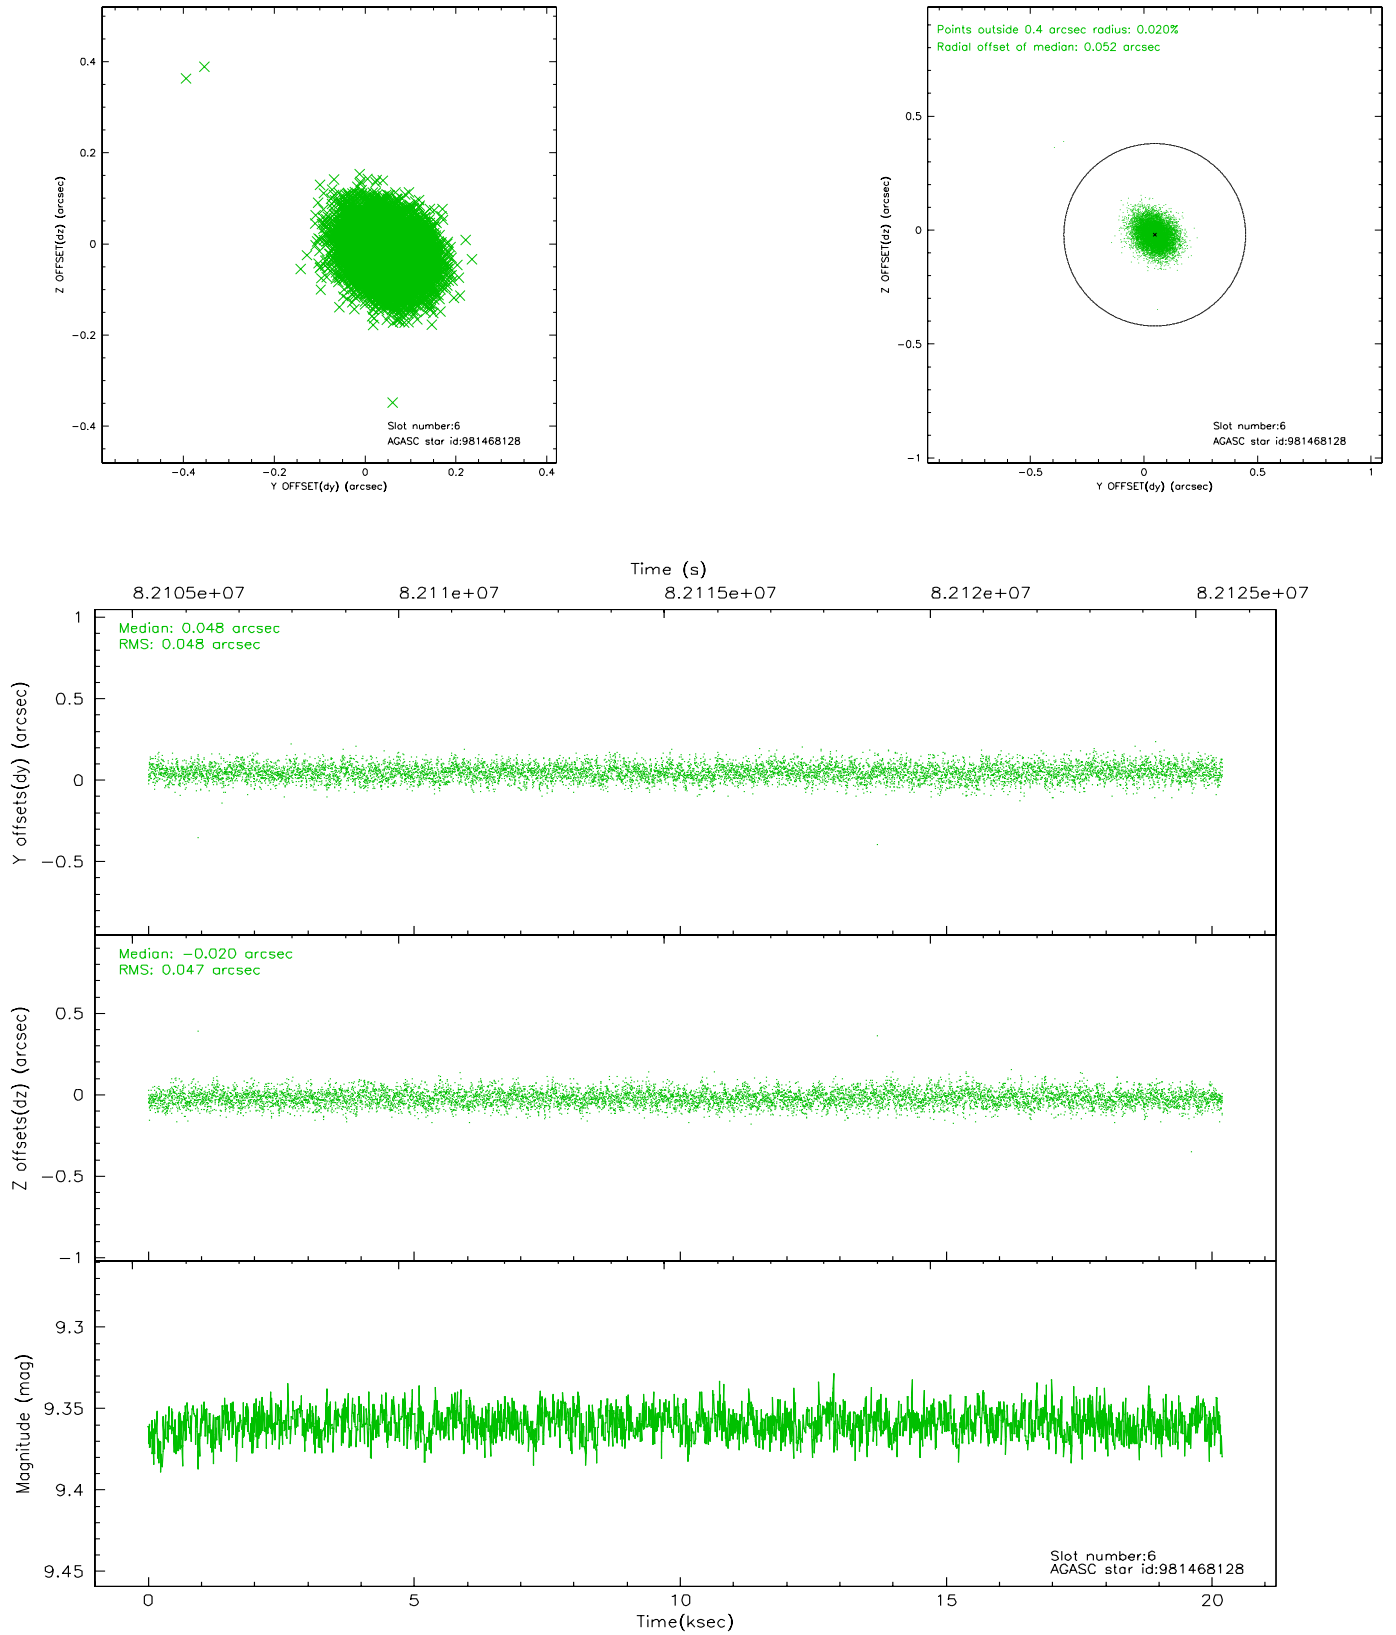 Points outside 0.4 arcsec radius: 0.020%
Radial offset of median: 0.052 arcsec
0.4
0.2
0
−0.2
−0.4
Z OFFSET(dz) (arcsec)
Slot number:6
AGASC star id:981468128
−0.4
−0.2
0
0.2
0.4
Y OFFSET(dy) (arcsec)
0.5
0
−0.5
−1
Z OFFSET(dz) (arcsec)
Slot number:6
AGASC star id:981468128
−0.5
0
0.5
1
Y OFFSET(dy) (arcsec)
Time (s)
8.2105e+07
8.211e+07
8.2115e+07
8.212e+07
8.2125e+07
1
0.5
0
−0.5
Y offsets(dy) (arcsec)
Median: 0.048 arcsec
RMS: 0.048 arcsec
0.5
0
−0.5
−1
Z offsets(dz) (arcsec)
Median: −0.020 arcsec
RMS: 0.047 arcsec
9.3
9.35
9.4
9.45
Magnitude (mag)
Slot number:6
AGASC star id:981468128
0
5
10
15
20
Time(ksec)